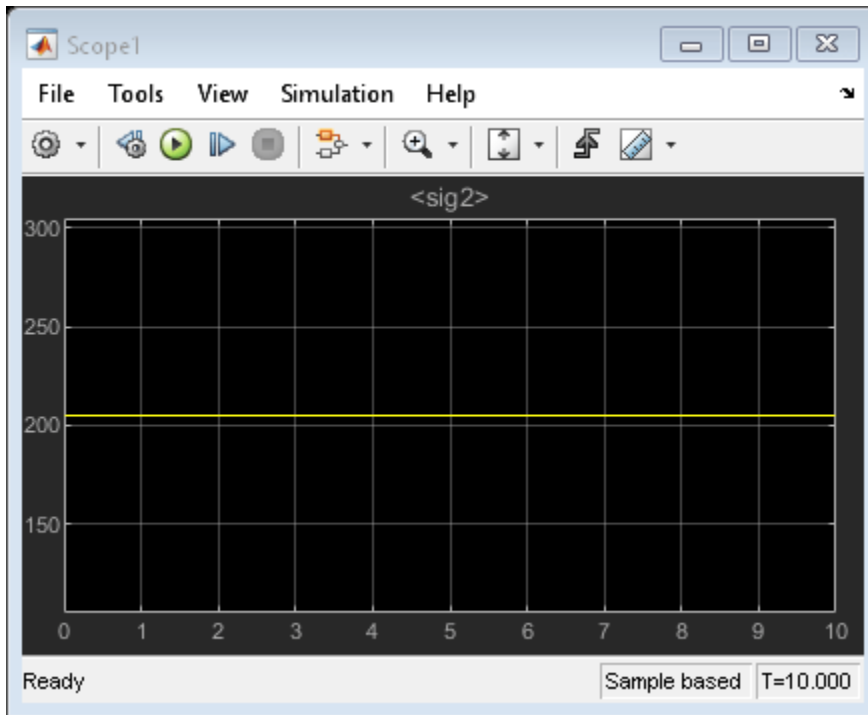 Scope1
File Tools View Simulation Help
<sig2>
300
250
200
150
0 1 2 3 4 5 6 7 8 9 10
Ready Sample based T=10.000